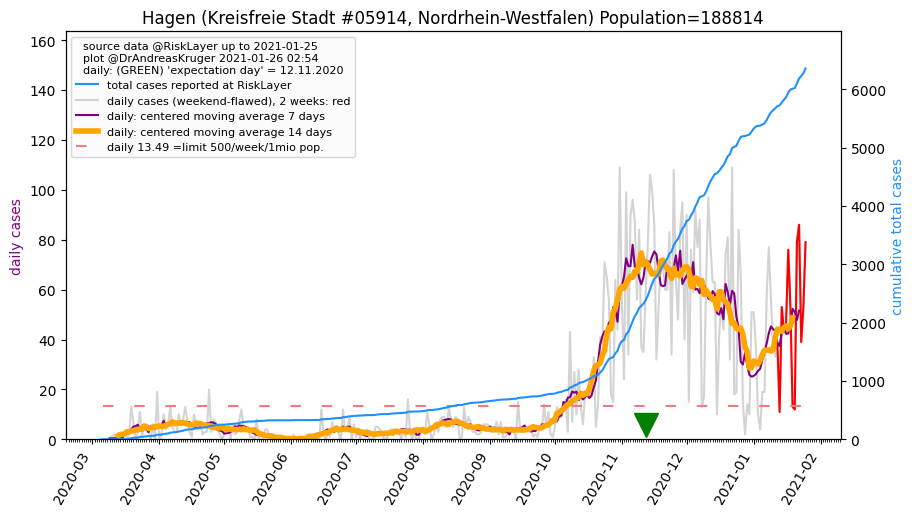 Hagen (Kreisfreie Stadt #05914, Nordrhein-Westfalen) Population=188814
source data @RiskLayer up to 2021-01-25
plot @DrAndreasKruger 2021-01-26 02:54
daily: (GREEN) 'expectation day' = 12.11.2020
total cases reported at RiskLayer
daily cases (weekend-flawed), 2 weeks: red
daily: centered moving average 7 days
daily: centered moving average 14 days
daily 13.49 =limit 500/week/1mio pop.
daily cases
160
140
120
100
80
60
40
20
0
cumulative total cases
6000
5000
4000
3000
2000
1000
0
2020-03
2020-04
2020-05
2020-06
2020-07
2020-08
2020-09
2020-10
2020-11
2020-12
2021-01
2021-02